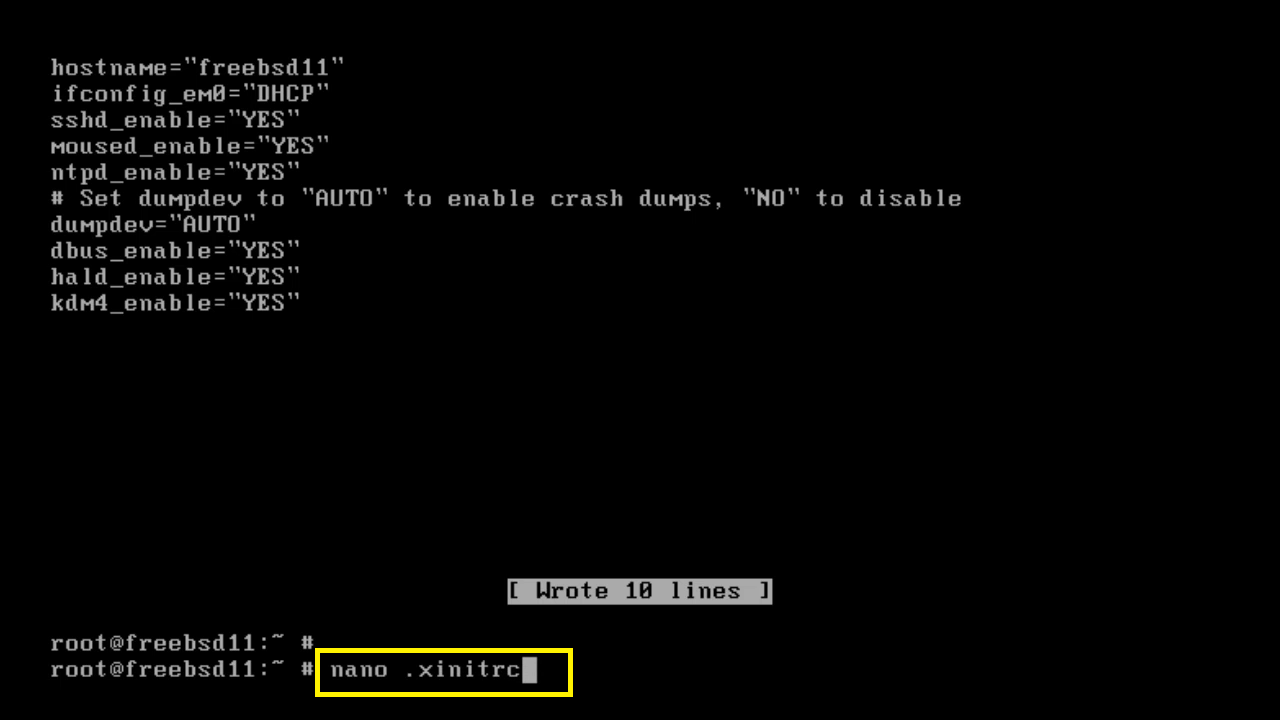 hostname="freebsd11"
ifconfig_em0="DHCP"
sshd_enable="YES"
moused_enable="YES"
ntpd_enable="YES"
# Set dumpdev to "AUTO" to enable crash dumps, "NO" to disable
dumpdev="AUTO"
dbus_enable="YES"
hald_enable="YES"
kdm4_enable="YES"
[ Wrote 10 lines ]
root@freebsd11:~ #
root@freebsd11:~ # nano .xinitrc